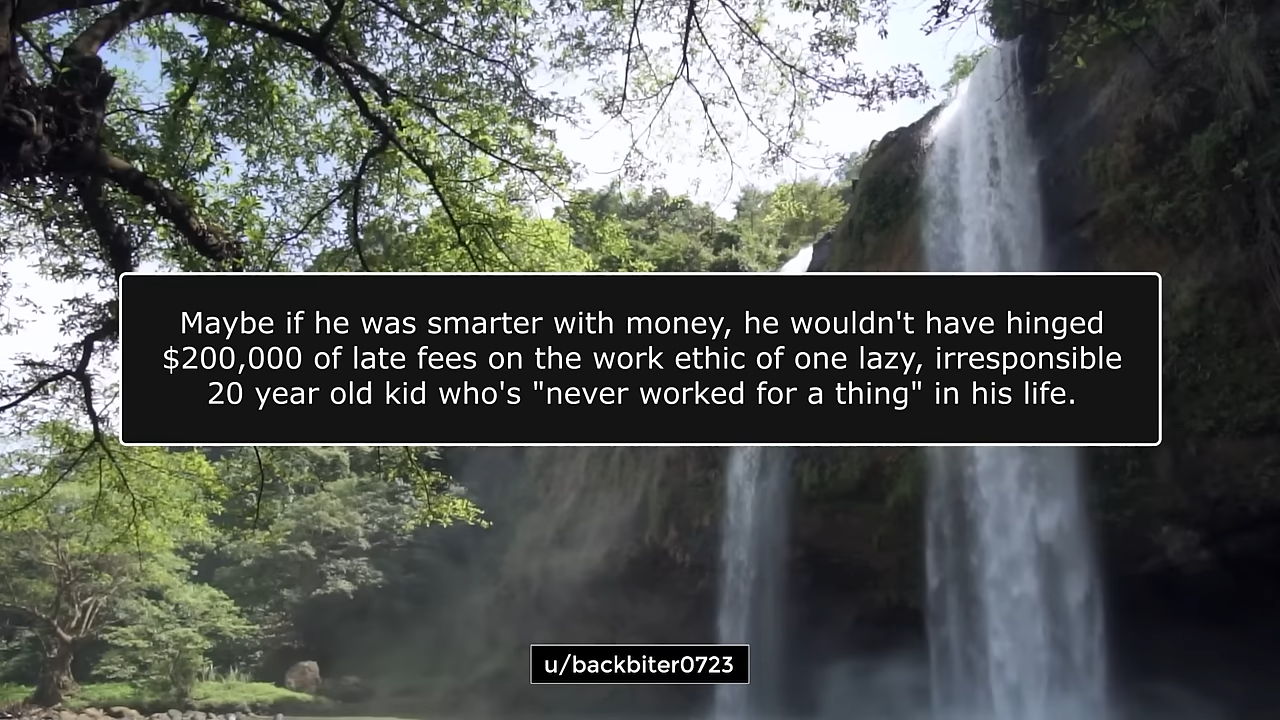 Maybe if he was smarter with money, he wouldn't have hinged
$200,000 of late fees on the work ethic of one lazy, irresponsible
20 year old kid who's "never worked for a thing" in his life.
u/backbiter0723